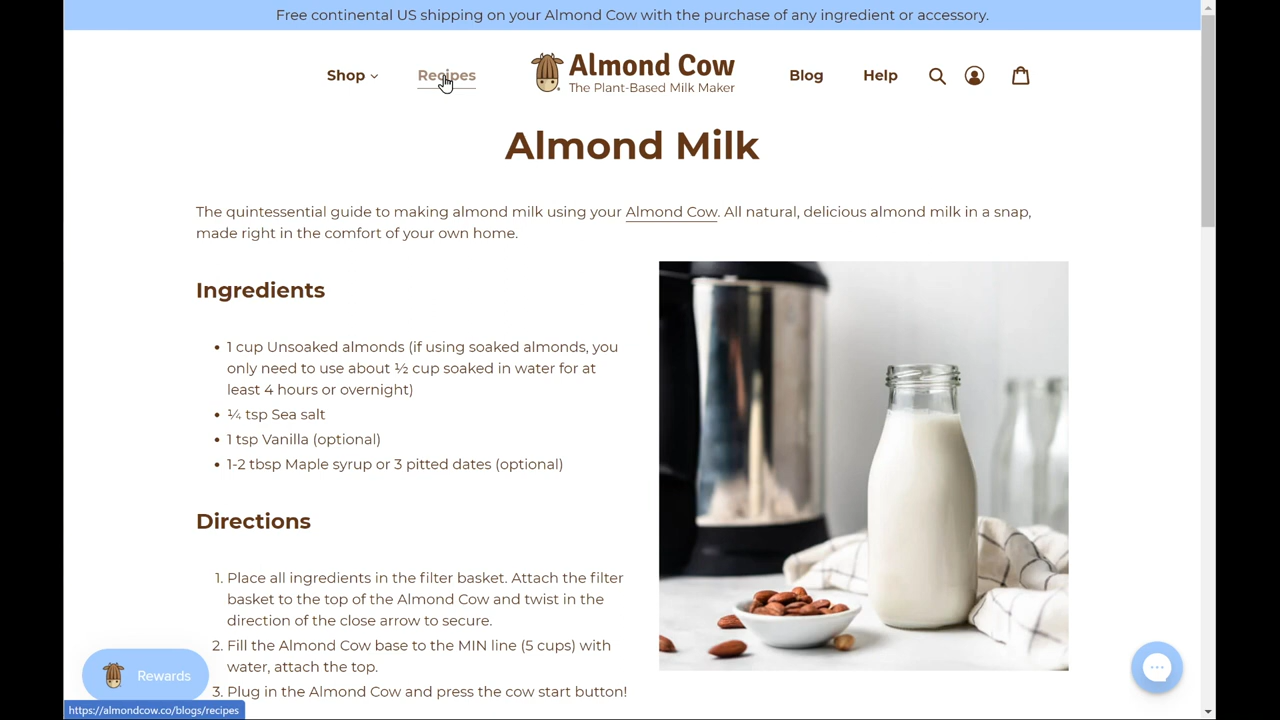 Free continental US shipping on your Almond Cow with the purchase of any ingredient or accessory.
Shop
Recipes
Almond Cow
The Plant-Based Milk Maker
Blog
Help
Almond Milk
The quintessential guide to making almond milk using your Almond Cow. All natural, delicious almond milk in a snap,
made right in the comfort of your own home.
Ingredients
• 1 cup Unsoaked almonds (if using soaked almonds, you
only need to use about ½ cup soaked in water for at
least 4 hours or overnight)
• ¼ tsp Sea salt
• 1 tsp Vanilla (optional)
• 1-2 tbsp Maple syrup or 3 pitted dates (optional)
Directions
1. Place all ingredients in the filter basket. Attach the filter
basket to the top of the Almond Cow and twist in the
direction of the close arrow to secure.
2. Fill the Almond Cow base to the MIN line (5 cups) with
water, attach the top.
3. Plug in the Almond Cow and press the cow start button!
Rewards
https://almondcow.co/blogs/recipes